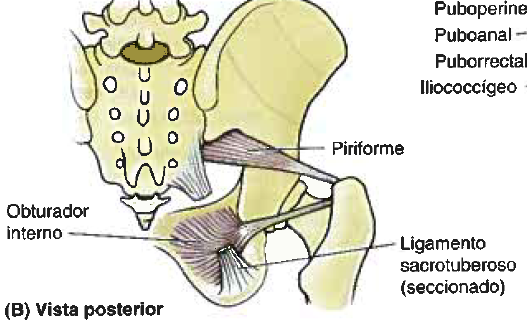 Puboperine
Puboanal
Puborrectal
Iliococcígeo
Piriforme
Obturador
interno
Ligamento
sacrotuberoso
(seccionado)
(B) Vista posterior